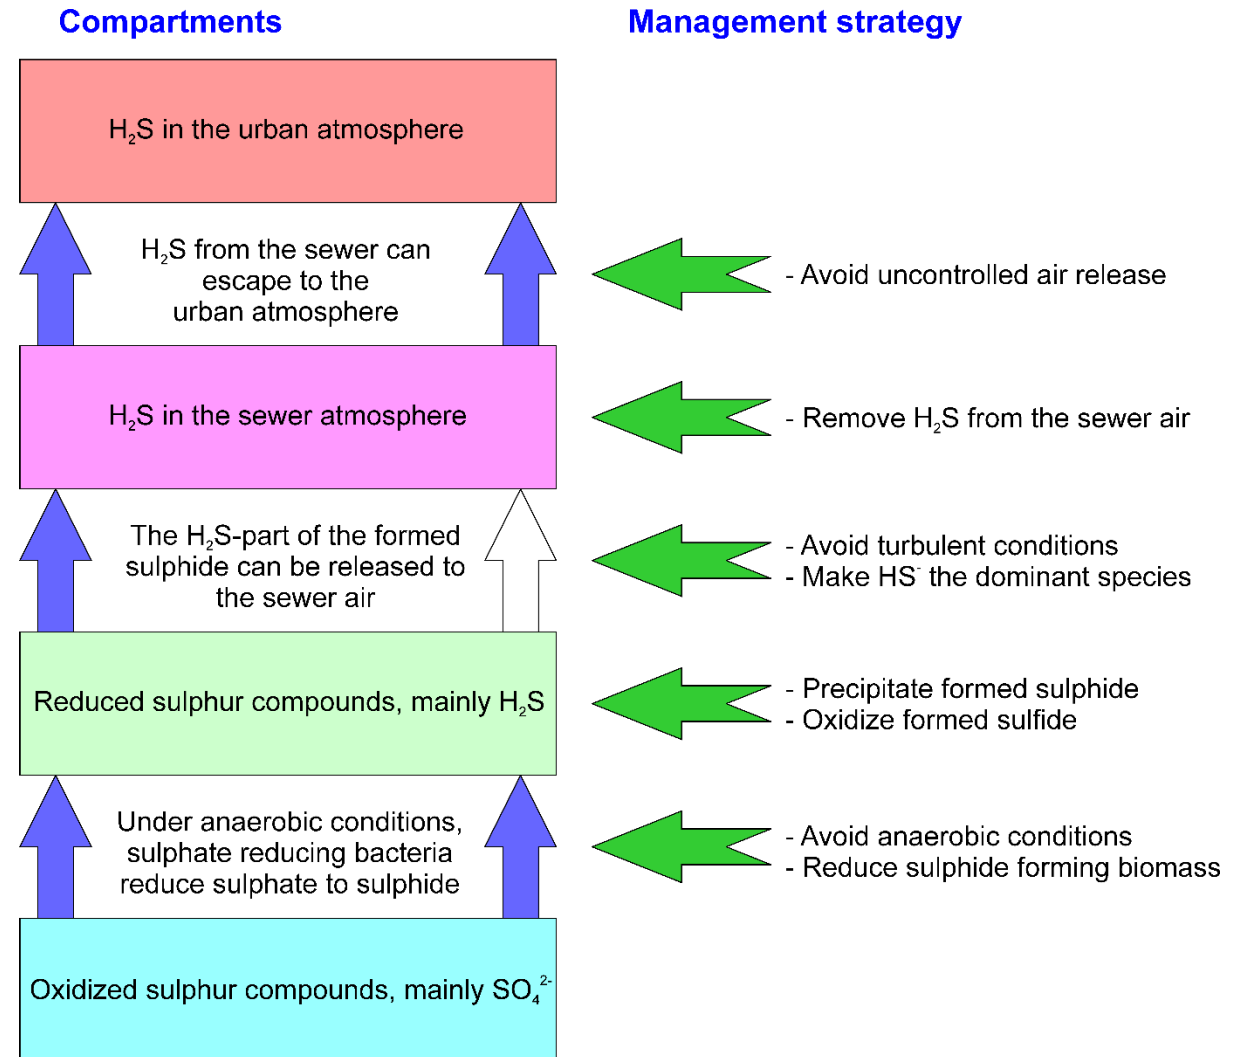 Compartments
Management strategy
H₂S in the urban atmosphere
H₂S from the sewer can
escape to the
urban atmosphere
- Avoid uncontrolled air release
H₂S in the sewer atmosphere
- Remove H₂S from the sewer air
The H₂S-part of the formed
sulphide can be released to
the sewer air
- Avoid turbulent conditions
- Make HS⁻ the dominant species
Reduced sulphur compounds, mainly H₂S
- Precipitate formed sulphide
- Oxidize formed sulfide
Under anaerobic conditions,
sulphate reducing bacteria
reduce sulphate to sulphide
- Avoid anaerobic conditions
- Reduce sulphide forming biomass
Oxidized sulphur compounds, mainly SO₄²⁻